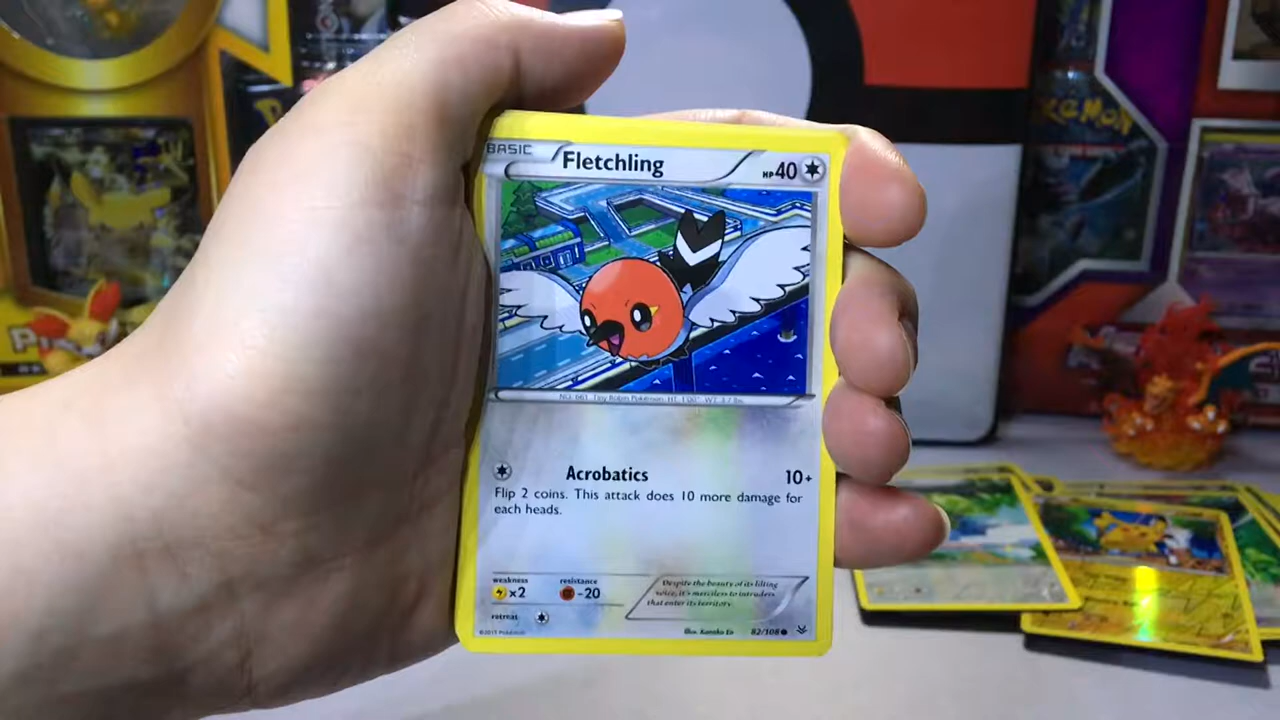 BASIC
Fletchling
HP40
NO. 661 Tiny Robin Pokémon HT. 1'00" WT. 3.7 lbs.
Acrobatics 10+
Flip 2 coins. This attack does 10 more damage for
each heads.
weakness resistance
×2 -20
retreat
Despite the beauty of its lilting
voice, it's merciless to intruders
that enter its territory.
©2015 Pokémon
Illus. Kanako Eo 82/108
POKéMON